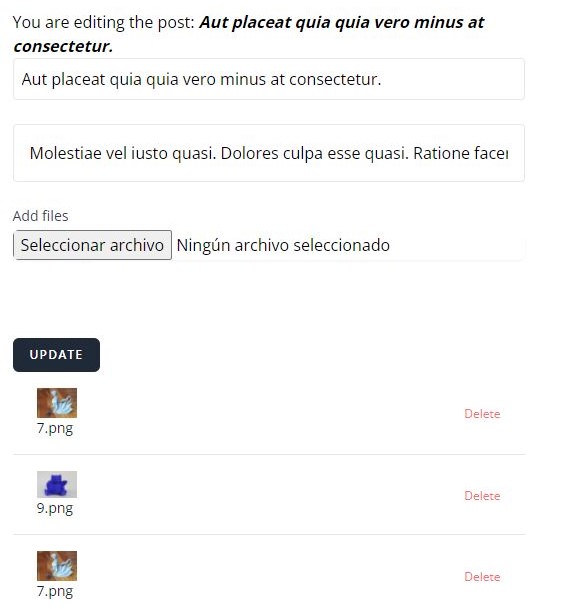 You are editing the post: Aut placeat quia quia vero minus at
consectetur.
Aut placeat quia quia vero minus at consectetur.
Molestiae vel iusto quasi. Dolores culpa esse quasi. Ratione facer
Add files
Seleccionar archivo Ningún archivo seleccionado
UPDATE
7.png
Delete
9.png
Delete
7.png
Delete